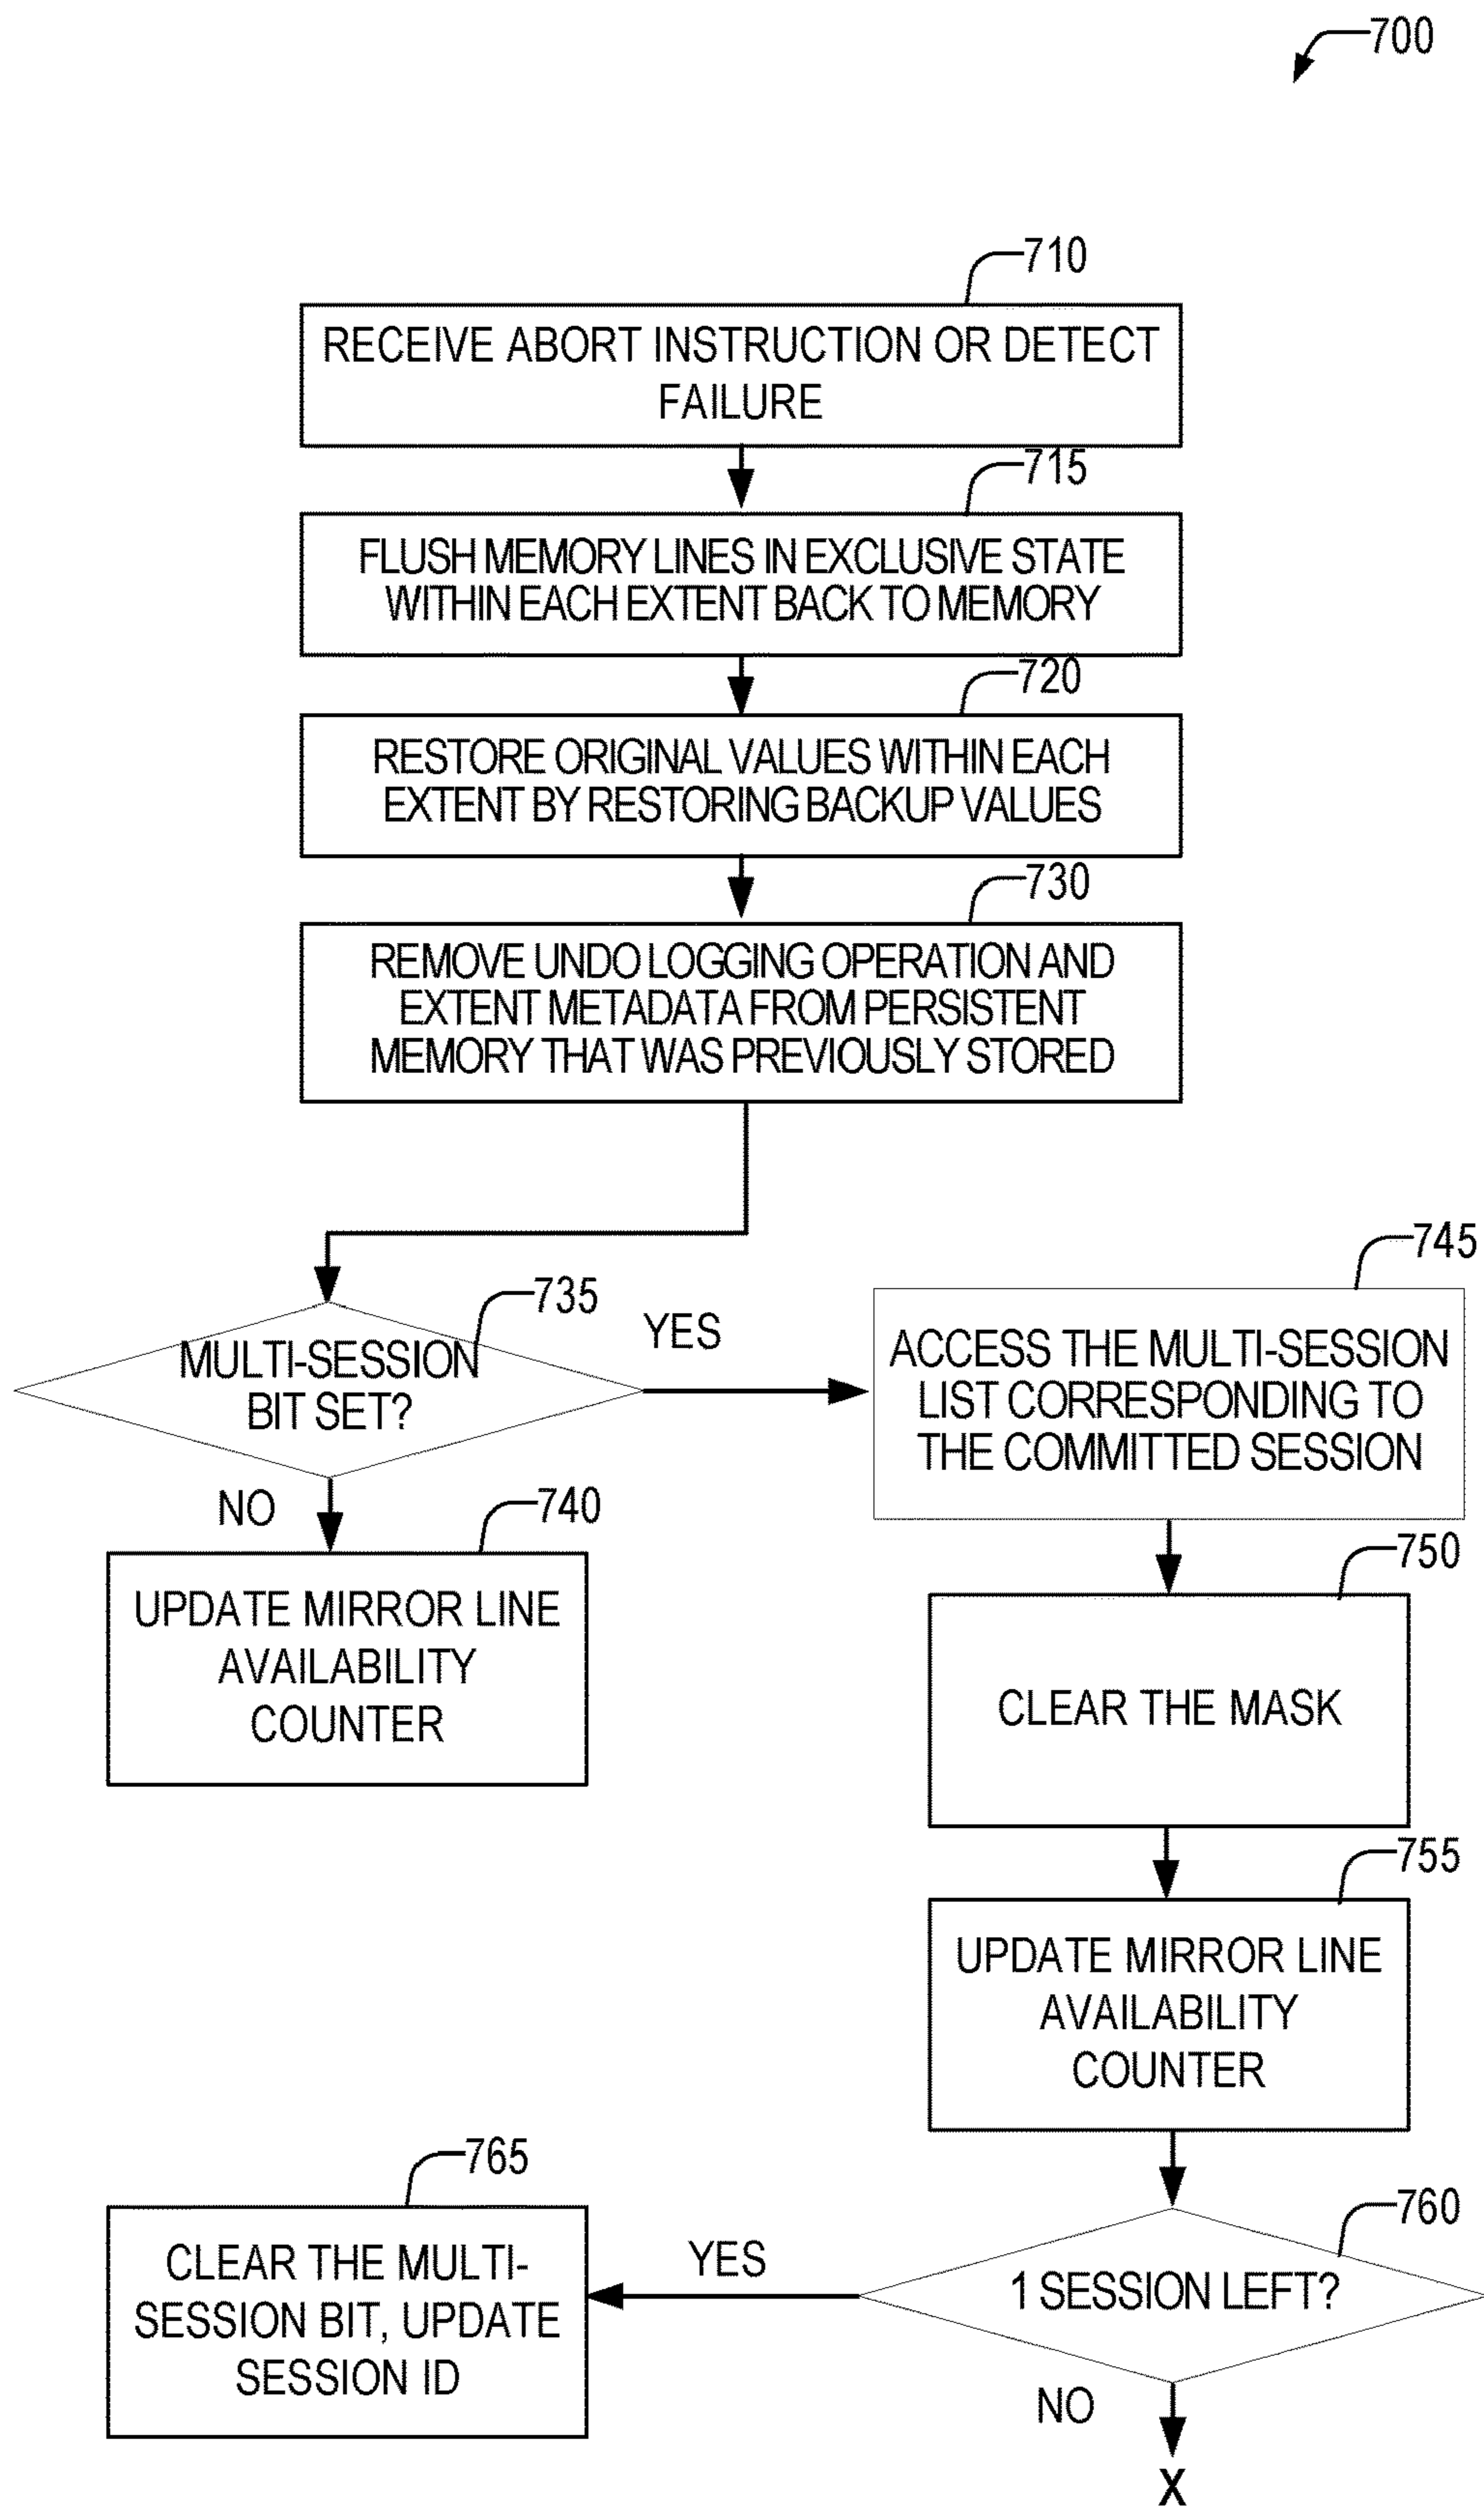 700
710
RECEIVE ABORT INSTRUCTION OR DETECT
FAILURE
715
FLUSH MEMORY LINES IN EXCLUSIVE STATE
WITHIN EACH EXTENT BACK TO MEMORY
720
RESTORE ORIGINAL VALUES WITHIN EACH
EXTENT BY RESTORING BACKUP VALUES
730
REMOVE UNDO LOGGING OPERATION AND
EXTENT METADATA FROM PERSISTENT
MEMORY THAT WAS PREVIOUSLY STORED
735
MULTI-SESSION
BIT SET?
YES
745
ACCESS THE MULTI-SESSION
LIST CORRESPONDING TO
THE COMMITTED SESSION
NO
740
UPDATE MIRROR LINE
AVAILABILITY
COUNTER
750
CLEAR THE MASK
755
UPDATE MIRROR LINE
AVAILABILITY
COUNTER
760
1 SESSION LEFT?
YES
765
CLEAR THE MULTI-
SESSION BIT, UPDATE
SESSION ID
NO
X